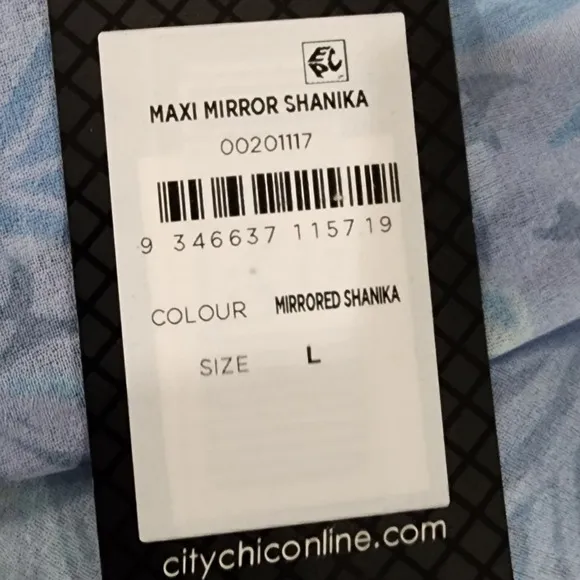 MAXI MIRROR SHANIKA
00201117
9 346637 115719
COLOUR MIRRORED SHANIKA
SIZE L
citychiconline.com